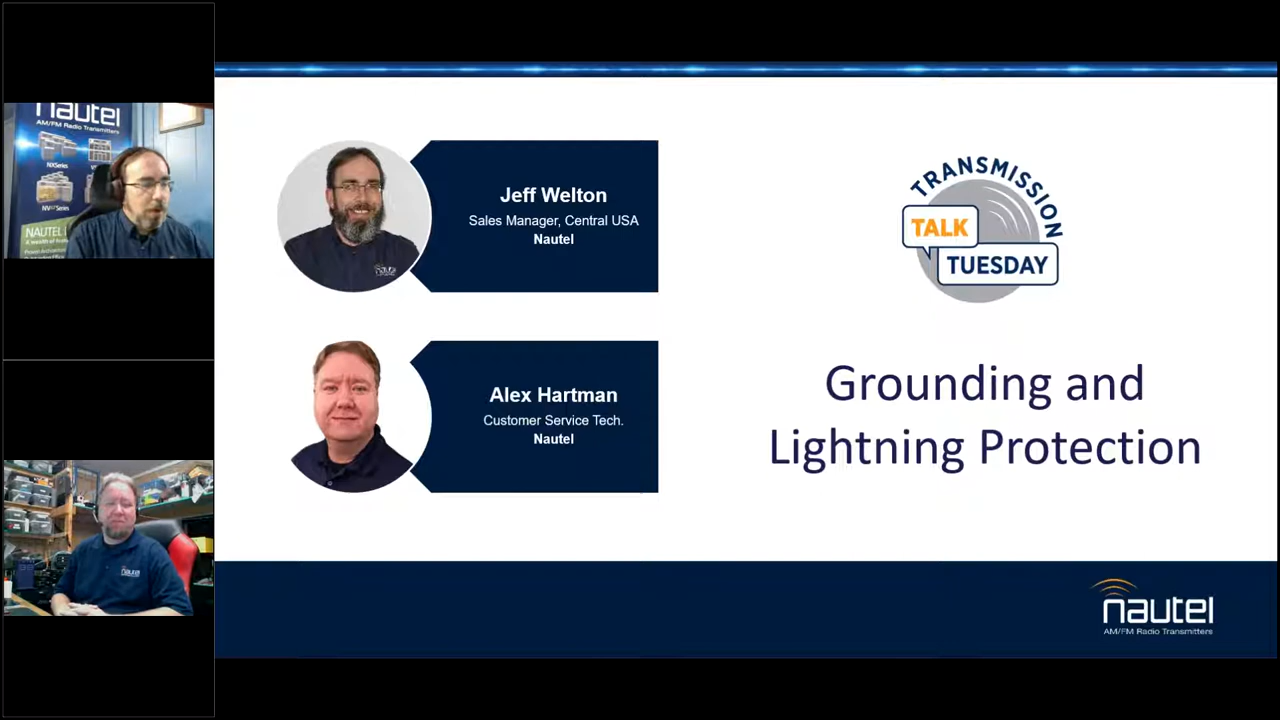 nautel
AM/FM Radio Transmitters
NXSeries
NAUTEL
Jeff Welton
Sales Manager, Central USA
Nautel
Alex Hartman
Customer Service Tech.
Nautel
TRANSMISSION
TALK
TUESDAY
Grounding and
Lightning Protection
nautel
AM/FM Radio Transmitters